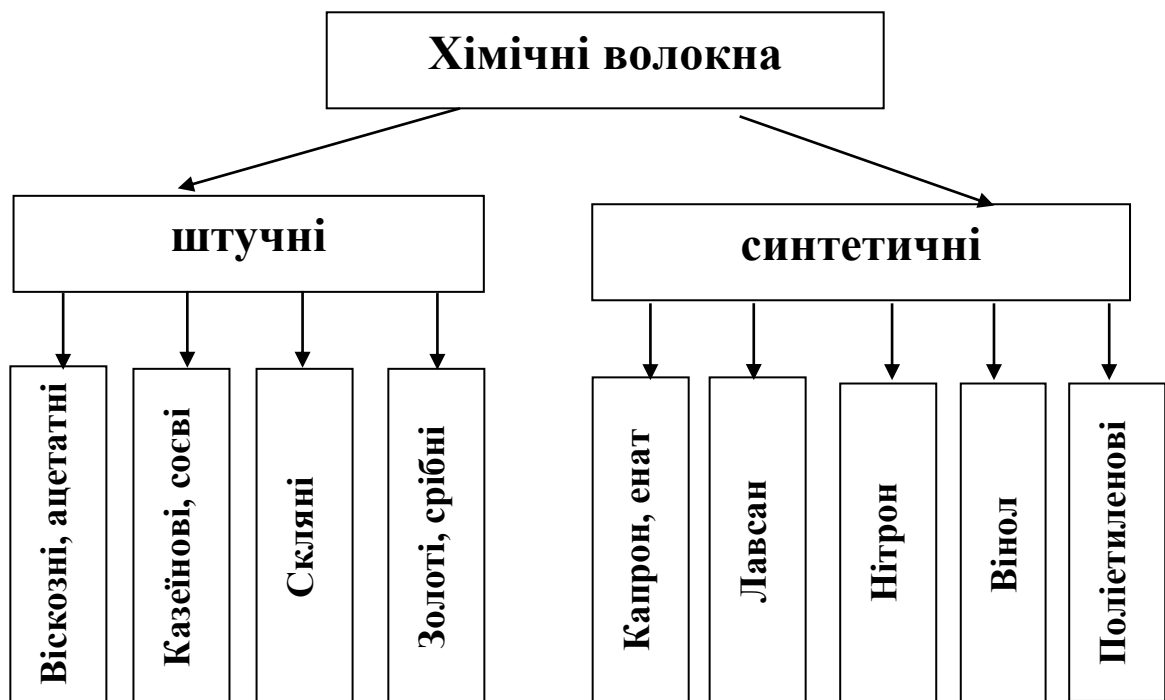 Хімічні волокна
штучні
синтетичні
Віскозні, ацетатні
Казеїнові, соєві
Скляні
Золоті, срібні
Капрон, енат
Лавсан
Нітрон
Вінол
Поліетиленові